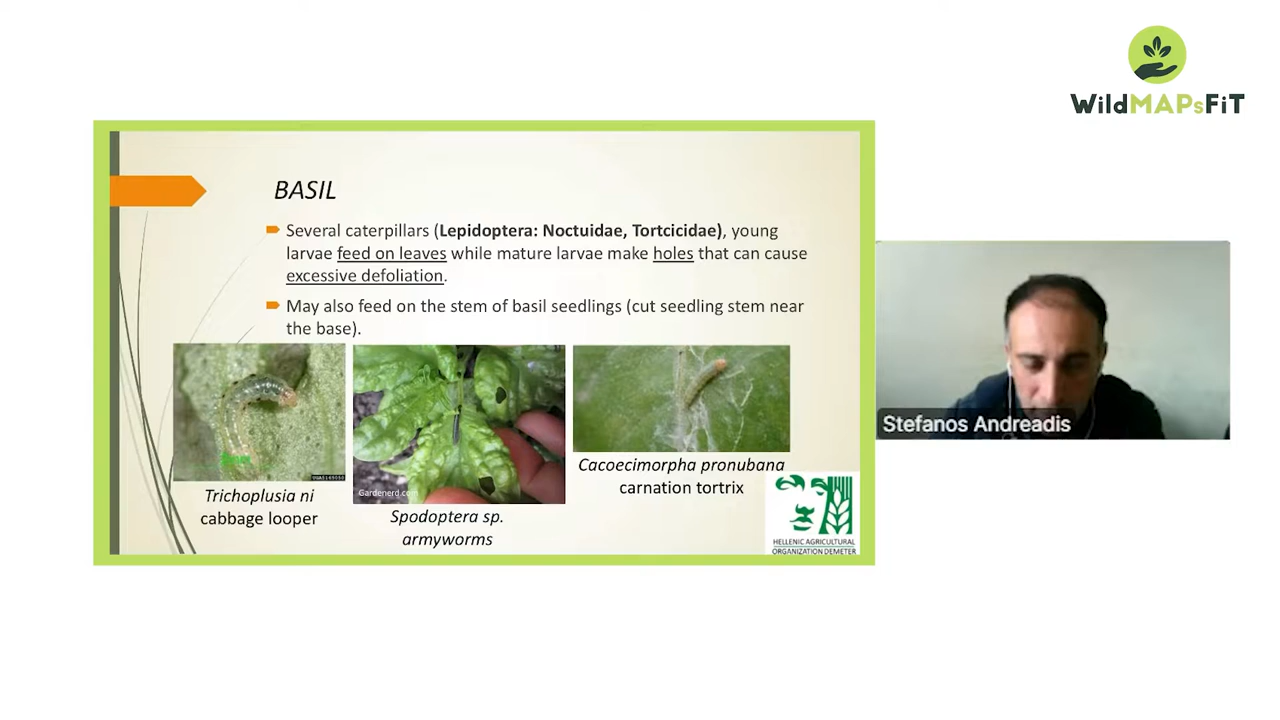 WildMAPsFiT
BASIL
Several caterpillars (Lepidoptera: Noctuidae, Tortcicidae), young
larvae feed on leaves while mature larvae make holes that can cause
excessive defoliation.
May also feed on the stem of basil seedlings (cut seedling stem near
the base).
Gardenerd.com
Trichoplusia ni
cabbage looper
Spodoptera sp.
armyworms
Cacoecimorpha pronubana
carnation tortrix
HELLENIC AGRICULTURAL
ORGANIZATION DEMETER
Stefanos Andreadis